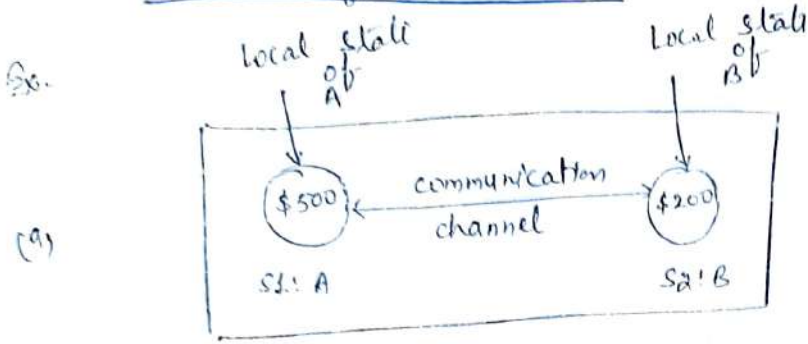 Ex.
Local State
of
A
Local State
of
B
(a)
$500
communication
channel
$200
S1: A
S2: B